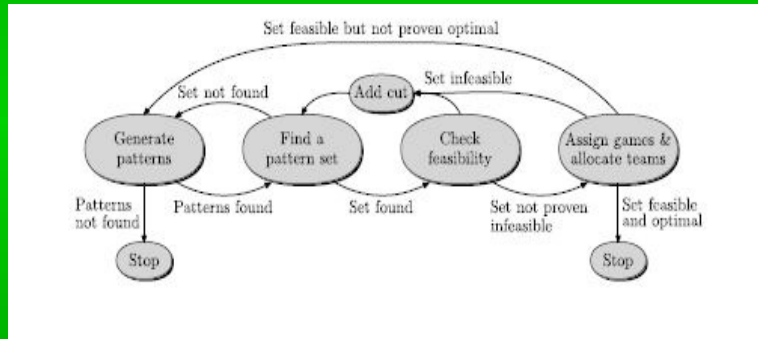 Set feasible but not proven optimal
Set infeasible
Set not found
Add cut
Generate
patterns
Find a
pattern set
Check
feasibility
Assign games &
allocate teams
Patterns
not found
Patterns found
Set found
Set not proven
infeasible
Set feasible
and optimal
Stop
Stop